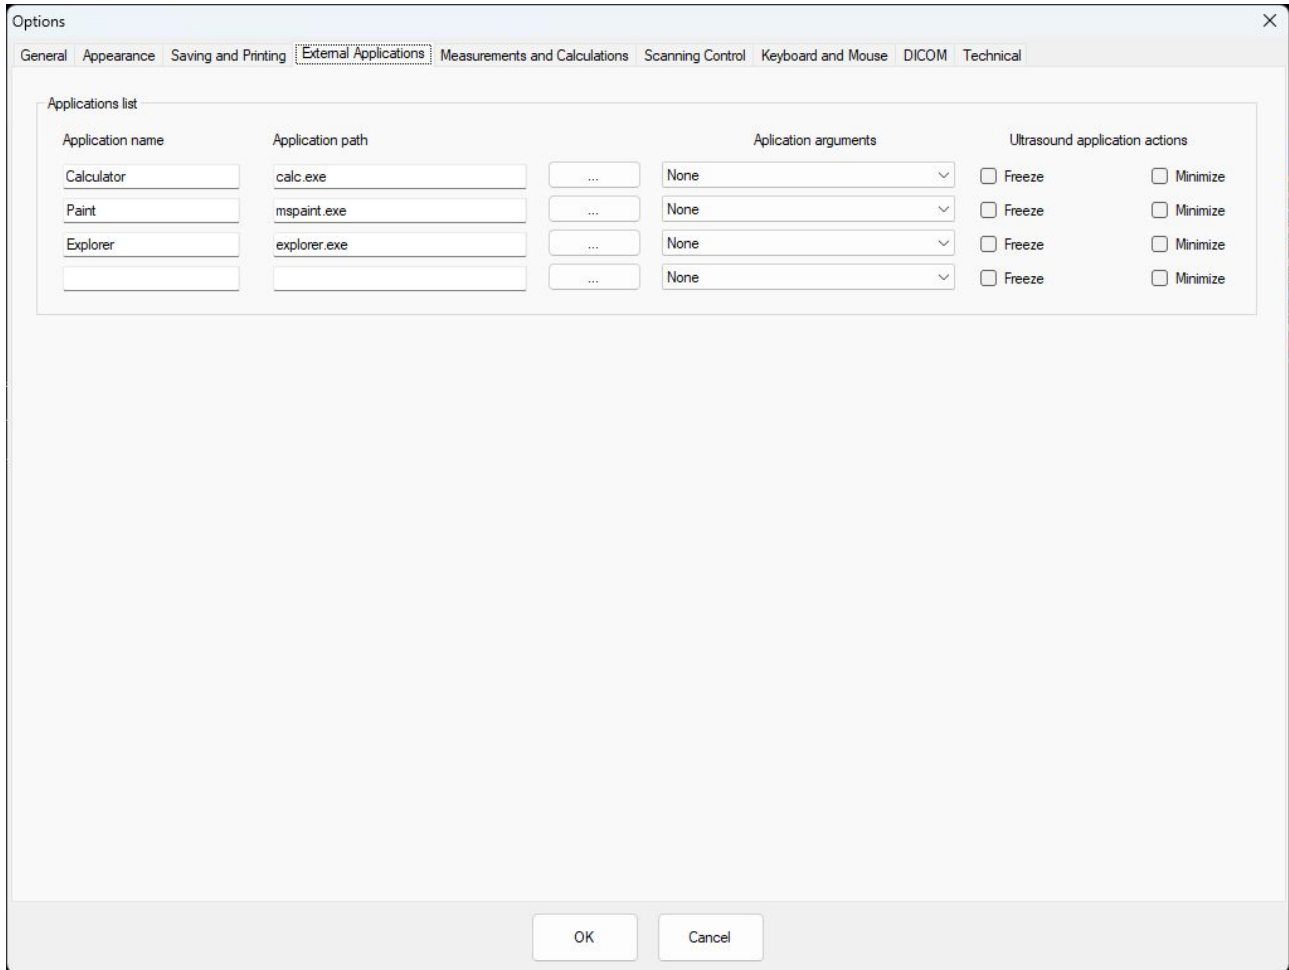 Options
General Appearance Saving and Printing External Applications Measurements and Calculations Scanning Control Keyboard and Mouse DICOM Technical
Applications list
Application name Application path Aplication arguments Ultrasound application actions
Calculator calc.exe ... None Freeze Minimize
Paint mspaint.exe ... None Freeze Minimize
Explorer explorer.exe ... None Freeze Minimize
... None Freeze Minimize
OK Cancel